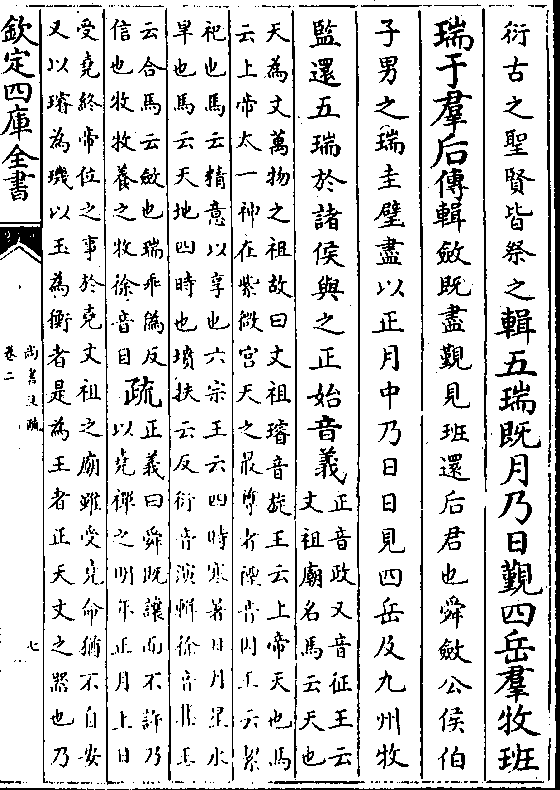 衍古之聖賢皆祭之輯五瑞既月乃日覲四岳羣牧班
瑞于羣后傳輯斂既盡覲見班還后君也舜斂公侯伯
子男之瑞圭璧盡以正月中乃日日見四岳及九州牧
監還五瑞於諸侯與之正始音義
正音政又音征王云
文祖廟名馬云天也
天為文萬物之祖故曰文祖璿音旋王云上帝天也馬
云上帝太一神在紫微宮天之最尊者禋音因王云絜
祀也馬云精意以享也六宗王云四時寒暑日月星水
旱也馬云天地四時也墳扶云反衍音演輯徐音集王
云合馬云斂也瑞垂偽反
信也牧牧養之牧徐音目
疏
正義曰舜既讓而不許乃
以堯禪之明年正月上日
受堯終帝位之事於堯文祖之廟雖受堯命猶不自安
又以璿為璣以玉為衡者是為王者正天文之器也乃
欽定四庫全書
尚書注疏
卷二
七